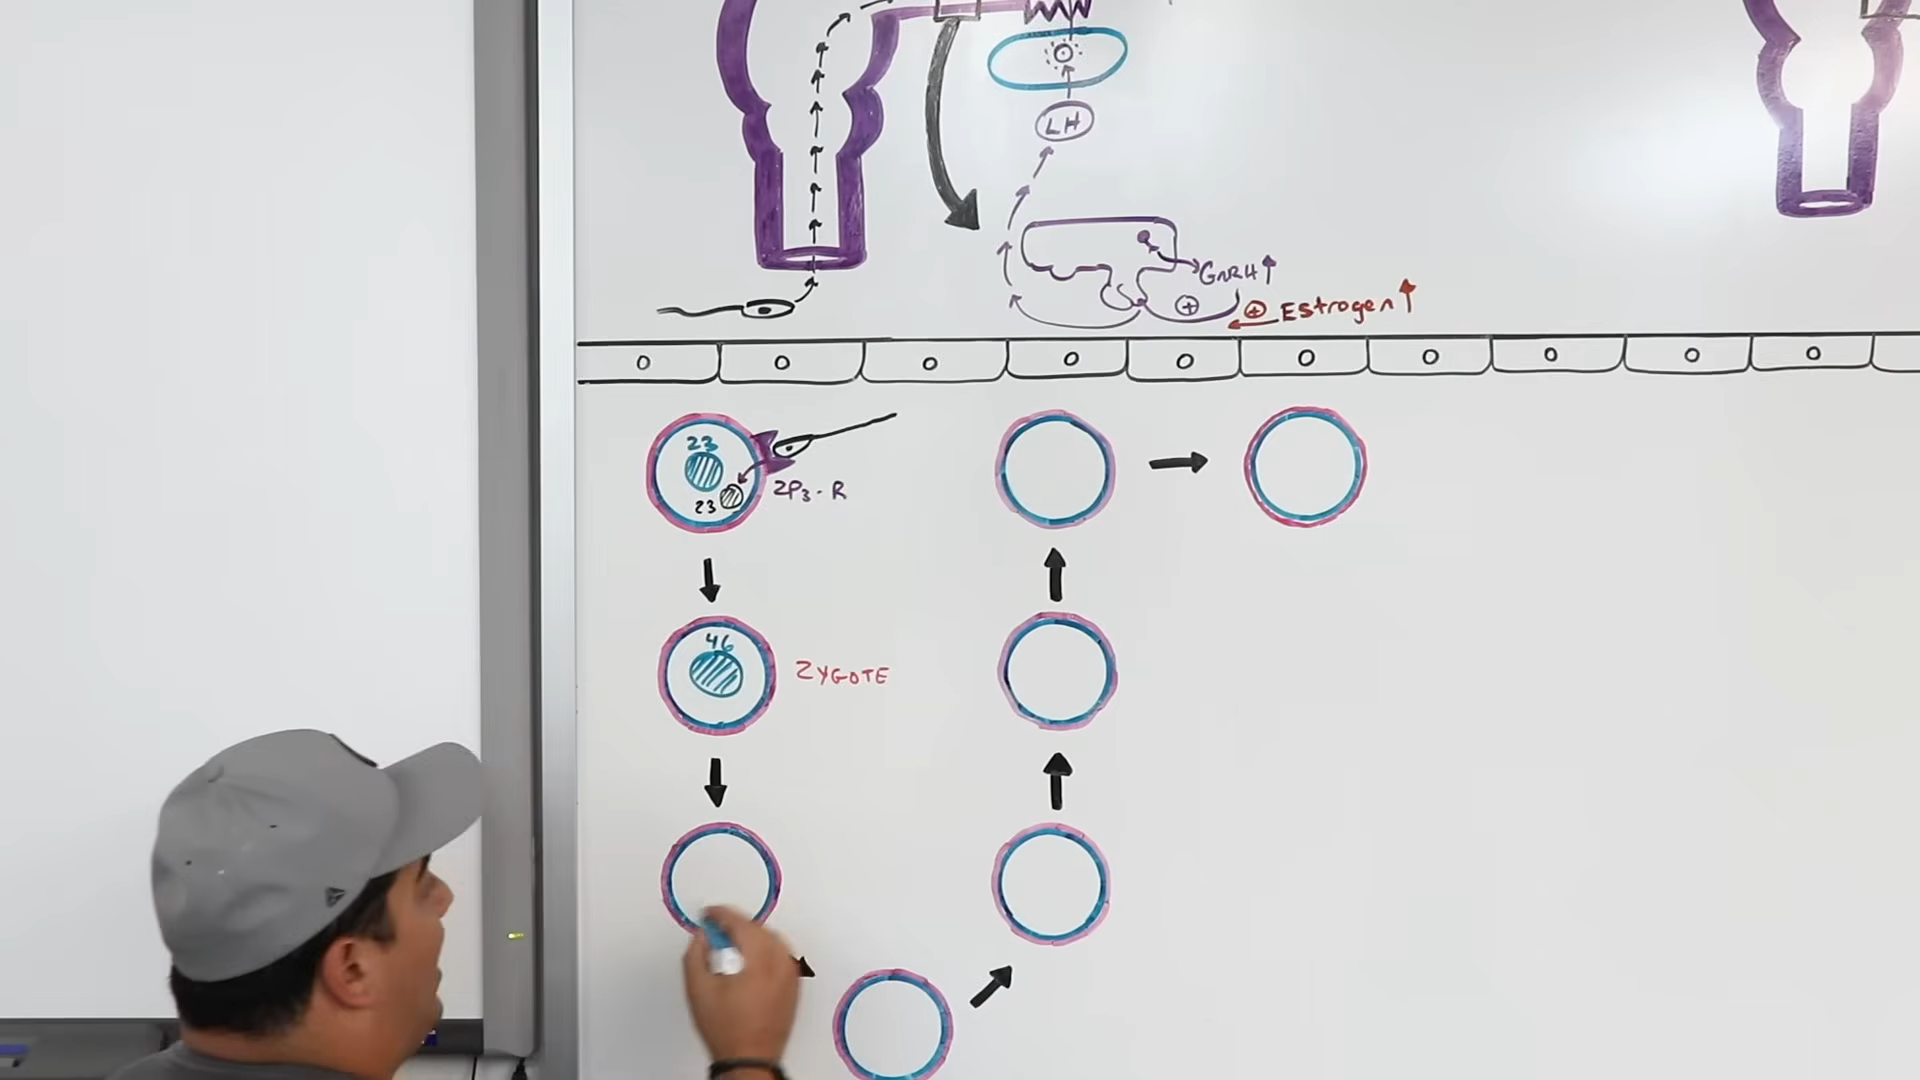 LH
GnRH↑
⊕ Estrogen↑
⊕
23
23
ZP₃-R
46
ZYGOTE